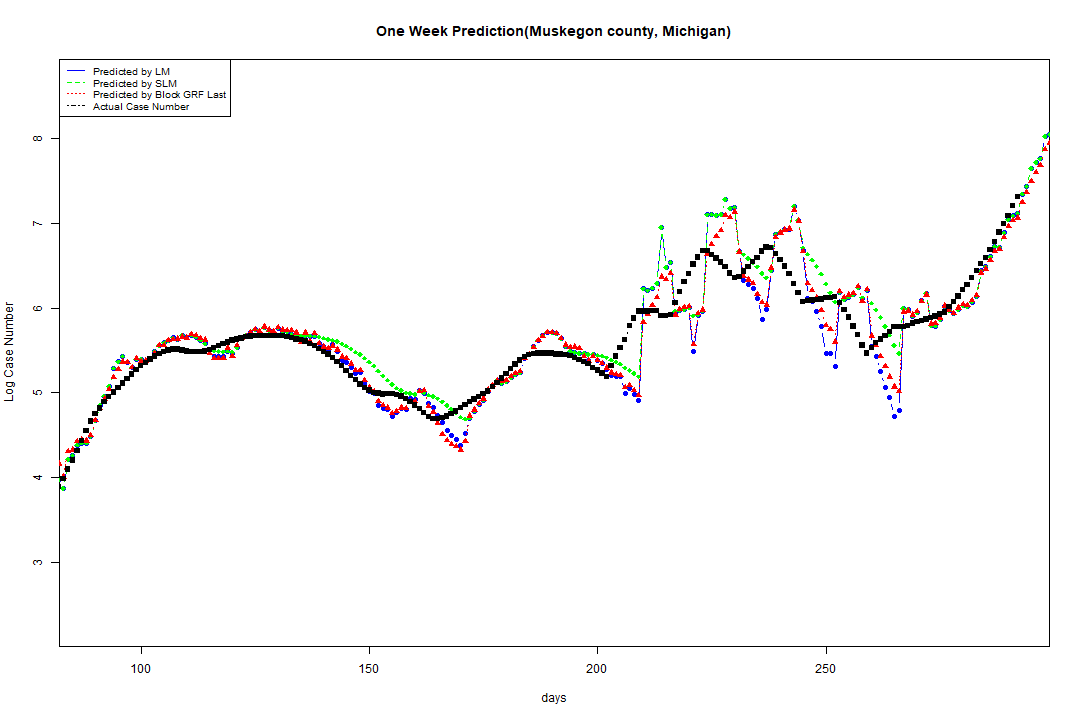 One Week Prediction(Muskegon county, Michigan)
Predicted by LM
Predicted by SLM
Predicted by Block GRF Last
Actual Case Number
8
7
6
5
4
3
Log Case Number
100 150 200 250
days